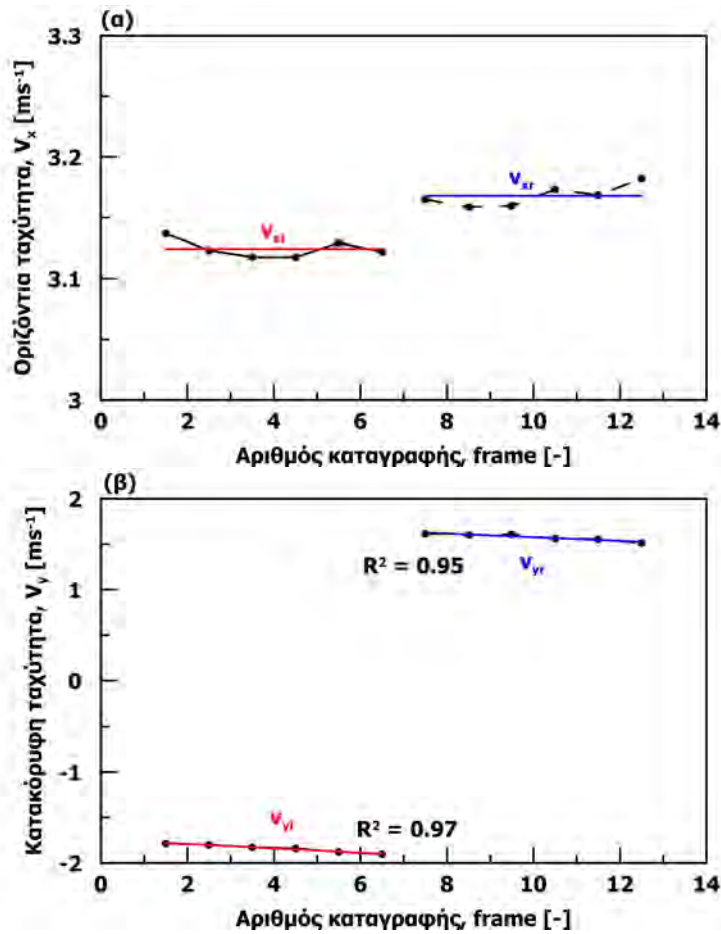 (α)
3.3
3.2
3.1
3
Οριζόντια ταχύτητα, Vx [ms⁻¹]
Vxi
Vxr
0 2 4 6 8 10 12 14
Αριθμός καταγραφής, frame [-]
(β)
2
1
0
-1
-2
Κατακόρυφη ταχύτητα, Vy [ms⁻¹]
R² = 0.95
Vyr
Vyi
R² = 0.97
0 2 4 6 8 10 12 14
Αριθμός καταγραφής, frame [-]